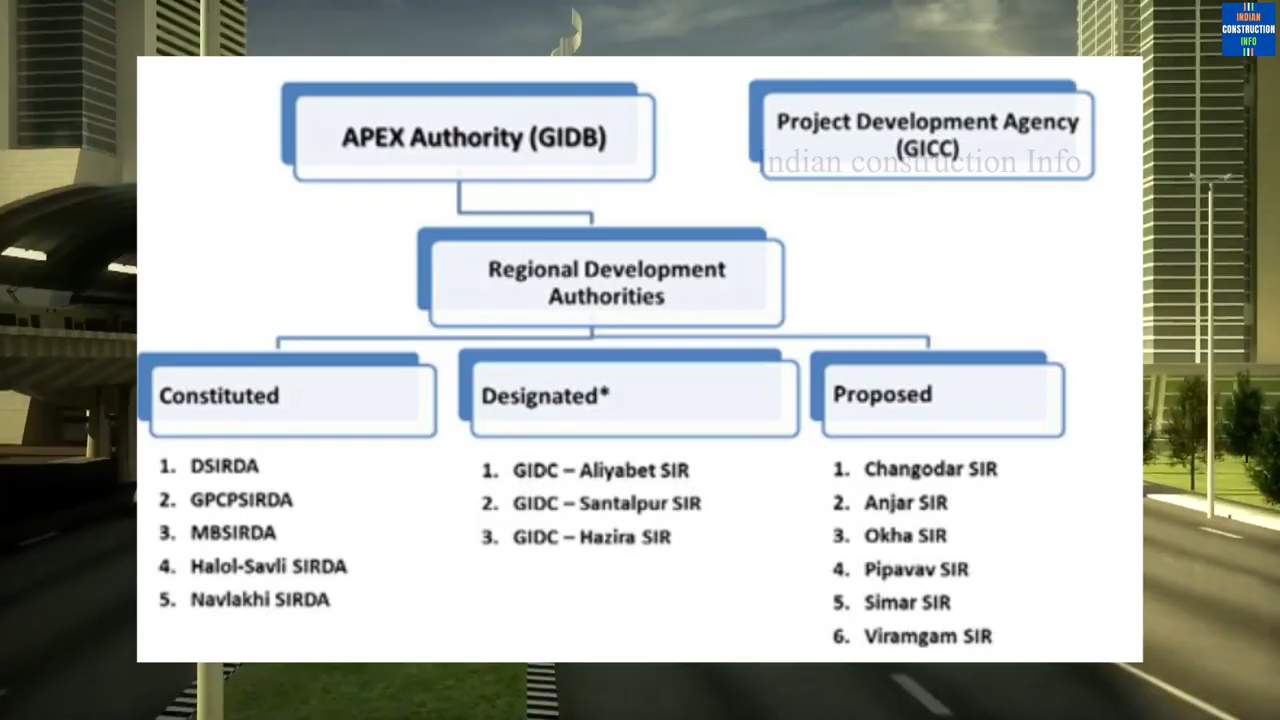 INDIAN
CONSTRUCTION
INFO
APEX Authority (GIDB)
Project Development Agency
(GICC)
Indian construction Info
Regional Development
Authorities
Constituted
1. DSIRDA
2. GPCPSIRDA
3. MBSIRDA
4. Halol-Savli SIRDA
5. Navlakhi SIRDA
Designated*
1. GIDC – Aliyabet SIR
2. GIDC – Santalpur SIR
3. GIDC – Hazira SIR
Proposed
1. Changodar SIR
2. Anjar SIR
3. Okha SIR
4. Pipavav SIR
5. Simar SIR
6. Viramgam SIR